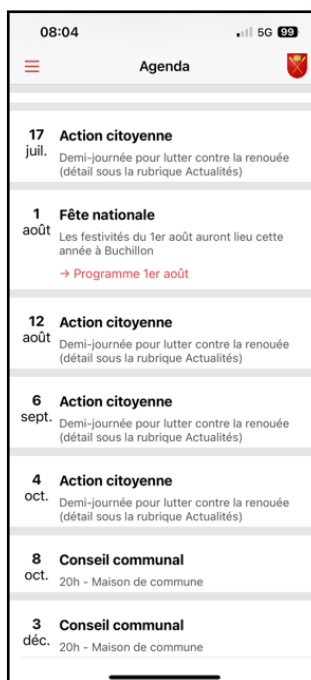 08:04
5G 99
Agenda
17
juil.
Action citoyenne
Demi-journée pour lutter contre la renouée
(détail sous la rubrique Actualités)
1
août
Fête nationale
Les festivités du 1er août auront lieu cette
année à Buchillon
→ Programme 1er août
12
août
Action citoyenne
Demi-journée pour lutter contre la renouée
(détail sous la rubrique Actualités)
6
sept.
Action citoyenne
Demi-journée pour lutter contre la renouée
(détail sous la rubrique Actualités)
4
oct.
Action citoyenne
Demi-journée pour lutter contre la renouée
(détail sous la rubrique Actualités)
8
oct.
Conseil communal
20h - Maison de commune
3
déc.
Conseil communal
20h - Maison de commune